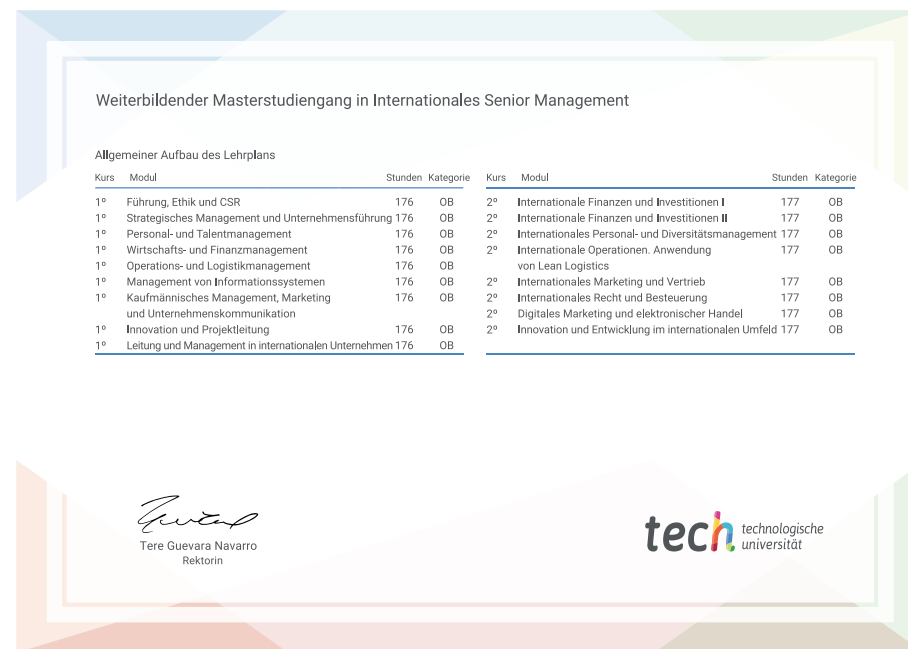 Weiterbildender Masterstudiengang in Internationales Senior Management
Allgemeiner Aufbau des Lehrplans
Kurs Modul Stunden Kategorie
1º Führung, Ethik und CSR 176 OB
1º Strategisches Management und Unternehmensführung 176 OB
1º Personal- und Talentmanagement 176 OB
1º Wirtschafts- und Finanzmanagement 176 OB
1º Operations- und Logistikmanagement 176 OB
1º Management von Informationssystemen 176 OB
1º Kaufmännisches Management, Marketing 176 OB
und Unternehmenskommunikation
1º Innovation und Projektleitung 176 OB
1º Leitung und Management in internationalen Unternehmen 176 OB
Kurs Modul Stunden Kategorie
2º Internationale Finanzen und Investitionen I 177 OB
2º Internationale Finanzen und Investitionen II 177 OB
2º Internationales Personal- und Diversitätsmanagement 177 OB
2º Internationale Operationen. Anwendung 177 OB
von Lean Logistics
2º Internationales Marketing und Vertrieb 177 OB
2º Internationales Recht und Besteuerung 177 OB
2º Digitales Marketing und elektronischer Handel 177 OB
2º Innovation und Entwicklung im internationalen Umfeld 177 OB
Tere Guevara Navarro
Rektorin
tech technologische
universität